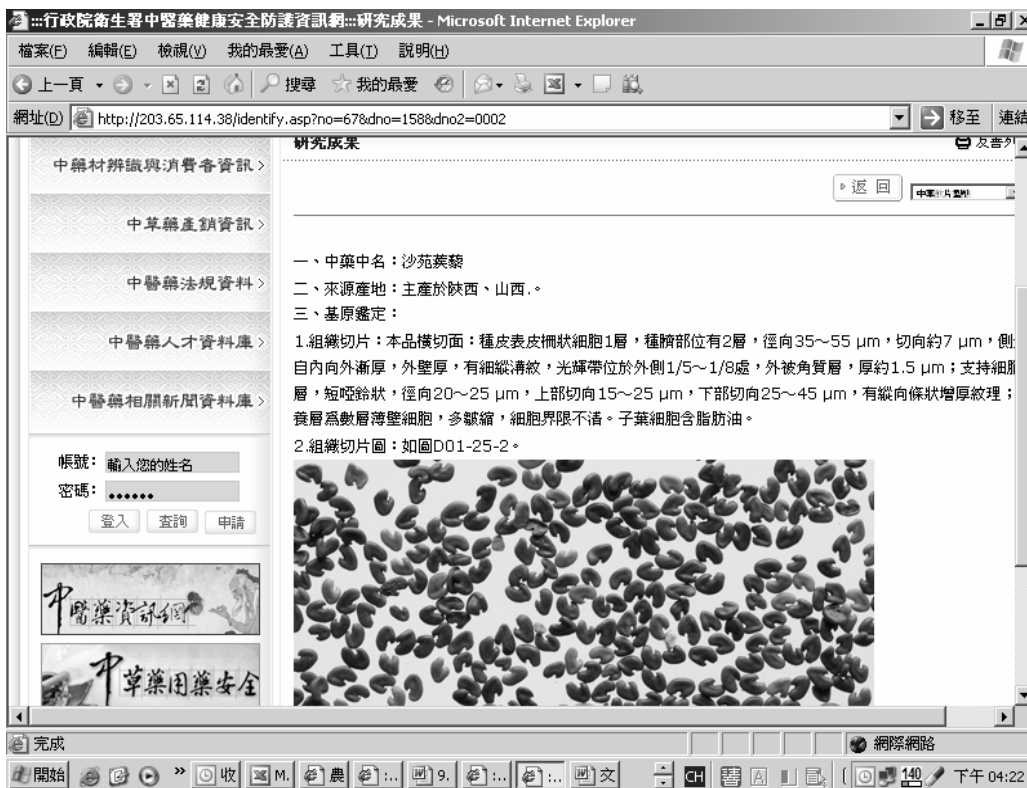 :::行政院衛生署中醫藥健康安全防護資訊網:::研究成果 - Microsoft Internet Explorer
檔案(F) 編輯(E) 檢視(V) 我的最愛(A) 工具(T) 說明(H)
上一頁 搜尋 我的最愛
網址(D) http://203.65.114.38/identify.asp?no=67&dno=158&dno2=0002 移至 連結
研究成果
中藥材辨識與消費者資訊
返 回
中草藥產銷資訊
一、中藥中名：沙苑蒺藜
中醫藥法規資料
二、來源產地：主產於陝西、山西.。
三、基原鑑定：
中醫藥人才資料庫
1.組織切片：本品橫切面：種皮表皮柵狀細胞1層，種臍部位有2層，徑向35～55 μm，切向約7 μm，側
自內向外漸厚，外壁厚，有細縱溝紋，光輝帶位於外側1/5～1/8處，外被角質層，厚約1.5 μm；支持細胞
中醫藥相關新聞資料庫
層，短啞鈴狀，徑向20～25 μm，上部切向15～25 μm，下部切向25～45 μm，有縱向條狀增厚紋理；
養層為數層薄壁細胞，多皺縮，細胞界限不清。子葉細胞含脂肪油。
2.組織切片圖：如圖D01-25-2。
帳號： 輸入您的姓名
密碼： ●●●●●●
登入 查詢 申請
中醫藥資訊網
中草藥用藥安全
完成 網際網路
開始 收 M. 農 :.. 9. :.. :.. 文 CH A 140 下午 04:22